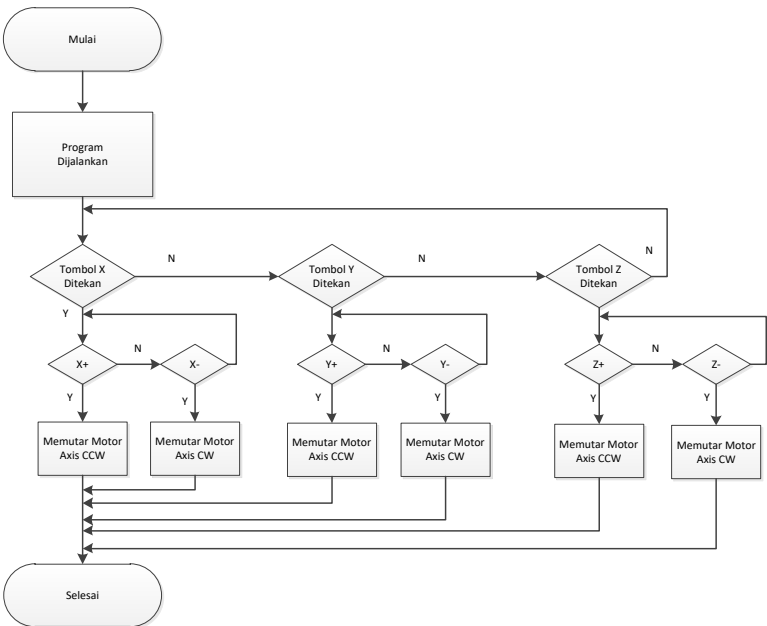 Mulai
Program
Dijalankan
N
Tombol X
Ditekan
N
Tombol Y
Ditekan
N
Tombol Z
Ditekan
Y
X+
N
X-
Y+
N
Y-
Z+
N
Z-
Y
Y
Y
Y
Y
Y
Memutar Motor
Axis CCW
Memutar Motor
Axis CW
Memutar Motor
Axis CCW
Memutar Motor
Axis CW
Memutar Motor
Axis CCW
Memutar Motor
Axis CW
Selesai